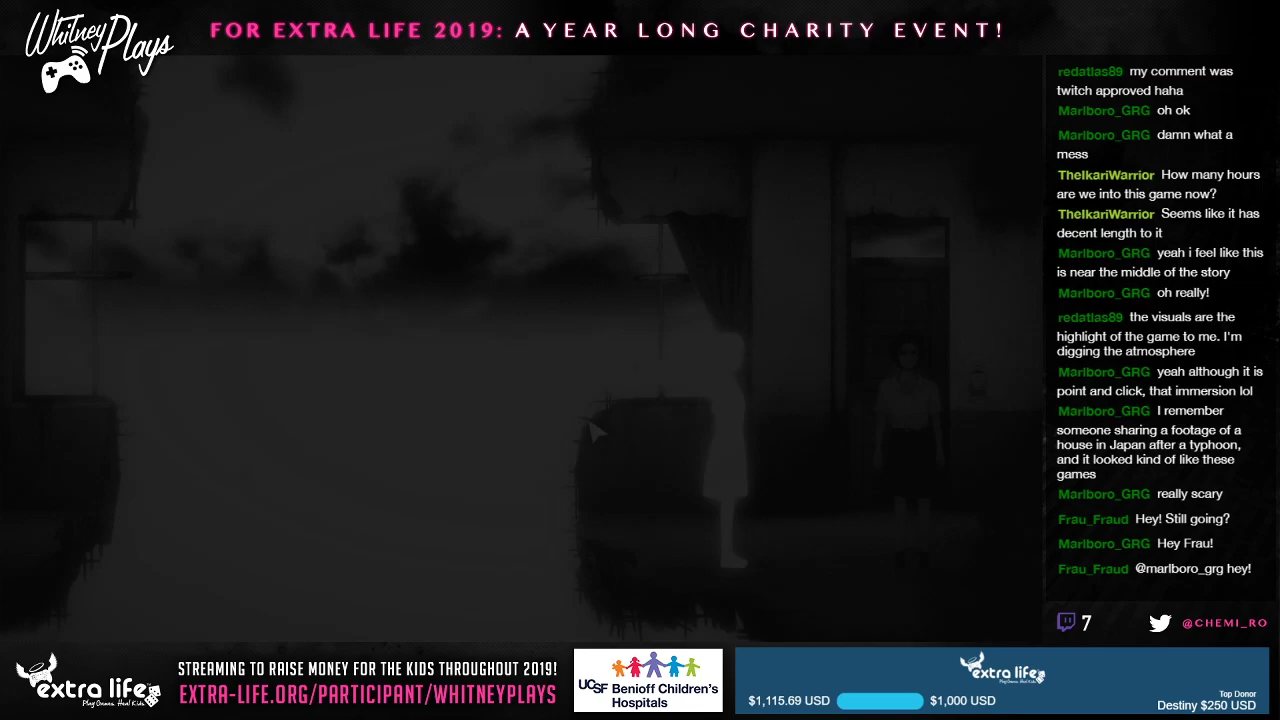 Whitney Plays
FOR EXTRA LIFE 2019: A YEAR LONG CHARITY EVENT!
redatlas89 my comment was
twitch approved haha
Marlboro_GRG oh ok
Marlboro_GRG damn what a
mess
TheIkariWarrior How many hours
are we into this game now?
TheIkariWarrior Seems like it has
decent length to it
Marlboro_GRG yeah i feel like this
is near the middle of the story
Marlboro_GRG oh really!
redatlas89 the visuals are the
highlight of the game to me. I'm
digging the atmosphere
Marlboro_GRG yeah although it is
point and click, that immersion lol
Marlboro_GRG I remember
someone sharing a footage of a
house in Japan after a typhoon,
and it looked kind of like these
games
Marlboro_GRG really scary
Frau_Fraud Hey! Still going?
Marlboro_GRG Hey Frau!
Frau_Fraud @marlboro_grg hey!
7
@CHEMI_RO
extra life
Play Games. Heal Kids.
STREAMING TO RAISE MONEY FOR THE KIDS THROUGHOUT 2019!
EXTRA-LIFE.ORG/PARTICIPANT/WHITNEYPLAYS
UCSF Benioff Children's
Hospitals
extra life
Play Games. Heal Kids.
$1,115.69 USD
$1,000 USD
Top Donor
Destiny $250 USD